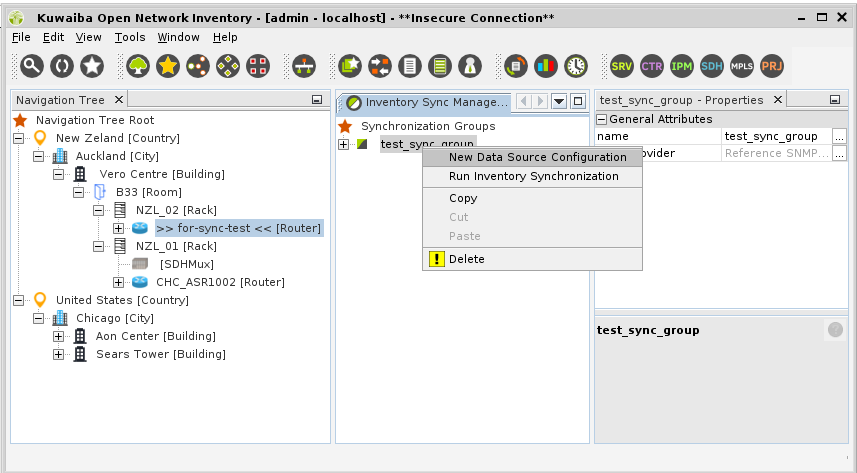 Kuwaiba Open Network Inventory - [admin - localhost] - **Insecure Connection**
File Edit View Tools Window Help
SRV CTR IPM SDH MPLS PRJ
Navigation Tree
Navigation Tree Root
New Zeland [Country]
Auckland [City]
Vero Centre [Building]
B33 [Room]
NZL_02 [Rack]
>> for-sync-test << [Router]
NZL_01 [Rack]
[SDHMux]
CHC_ASR1002 [Router]
United States [Country]
Chicago [City]
Aon Center [Building]
Sears Tower [Building]
Inventory Sync Manage...
Synchronization Groups
test_sync_group
New Data Source Configuration
Run Inventory Synchronization
Copy
Cut
Paste
Delete
test_sync_group - Properties
General Attributes
name test_sync_group ...
Reference SNMP... ...
test_sync_group